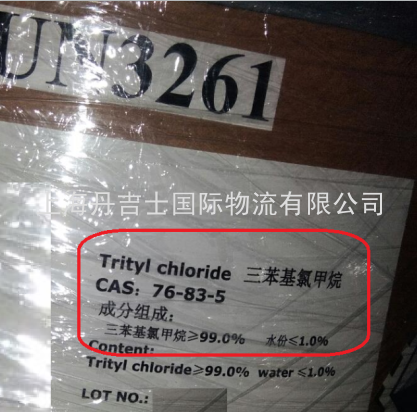 UN3261
上海丹吉士国际物流有限公司
Trityl chloride 三苯基氯甲烷
CAS: 76-83-5
成分组成:
三苯基氯甲烷≥99.0% 水份≤1.0%
Content:
Trityl chloride≥99.0% water≤1.0%
LOT NO.: